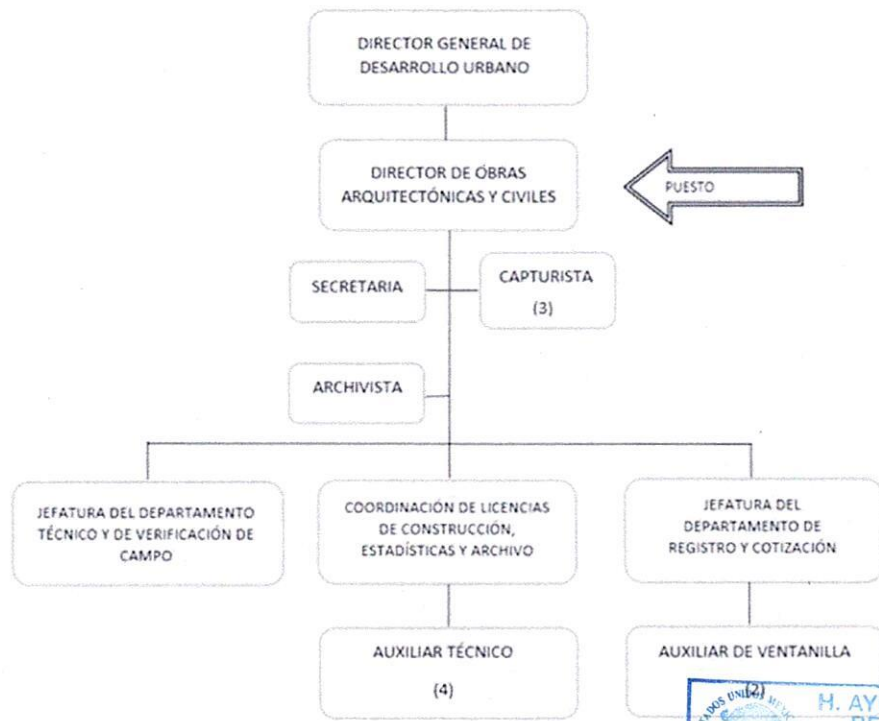 DIRECTOR GENERAL DE
DESARROLLO URBANO
DIRECTOR DE OBRAS
ARQUITECTÓNICAS Y CIVILES
PUESTO
SECRETARIA
CAPTURISTA
(3)
ARCHIVISTA
JEFATURA DEL DEPARTAMENTO
TÉCNICO Y DE VERIFICACIÓN DE
CAMPO
COORDINACIÓN DE LICENCIAS
DE CONSTRUCCIÓN,
ESTADÍSTICAS Y ARCHIVO
JEFATURA DEL
DEPARTAMENTO DE
REGISTRO Y COTIZACIÓN
AUXILIAR TÉCNICO
(4)
AUXILIAR DE VENTANILLA
(2)
H. AY